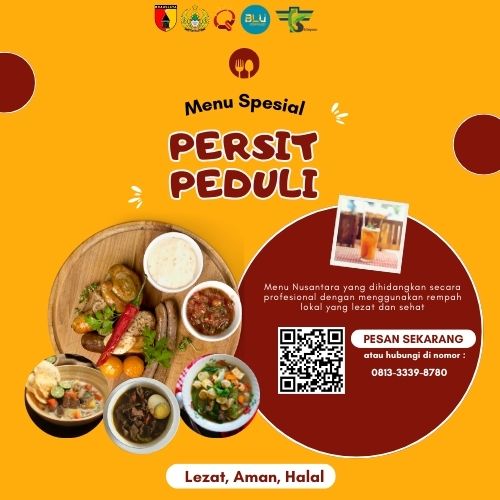 BLU
Menu Spesial
PERSIT
PEDULI
Menu Nusantara yang dihidangkan secara
profesional dengan menggunakan rempah
lokal yang lezat dan sehat
PESAN SEKARANG
atau hubungi di nomor :
0813-3339-8780
Lezat, Aman, Halal